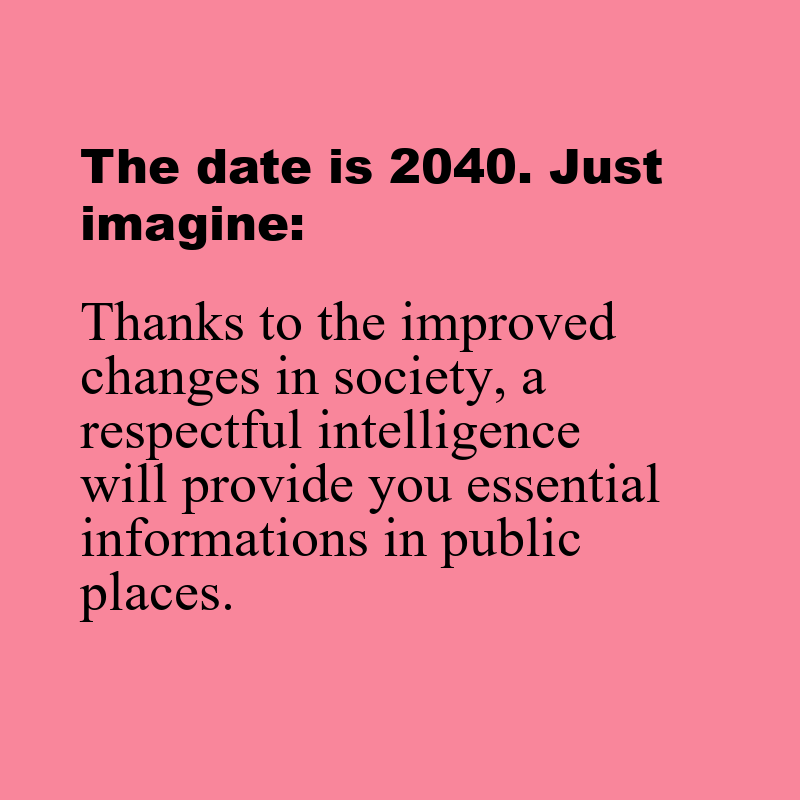 The date is 2040. Just
imagine:
Thanks to the improved
changes in society, a
respectful intelligence
will provide you essential
informations in public
places.